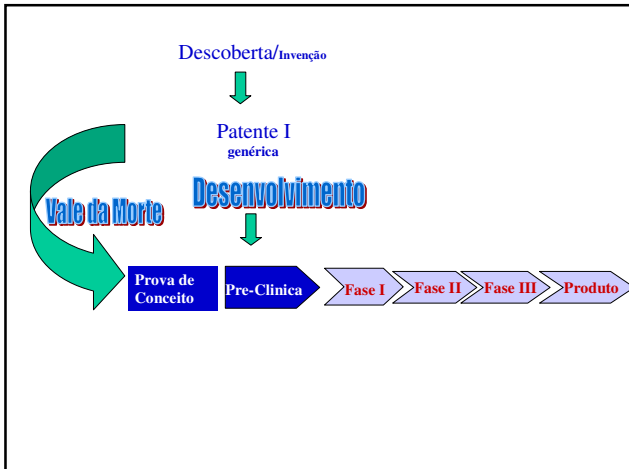 Descoberta/Invenção
Patente I
genérica
Desenvolvimento
Vale da Morte
Prova de
Conceito
Pre-Clinica
Fase I
Fase II
Fase III
Produto